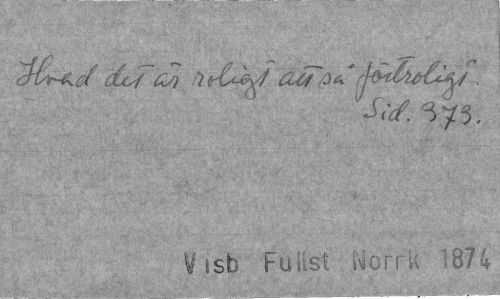 Hvad det är roligt att så förtroligt
Sid. 373.
Visb Fullst Norrk 1874